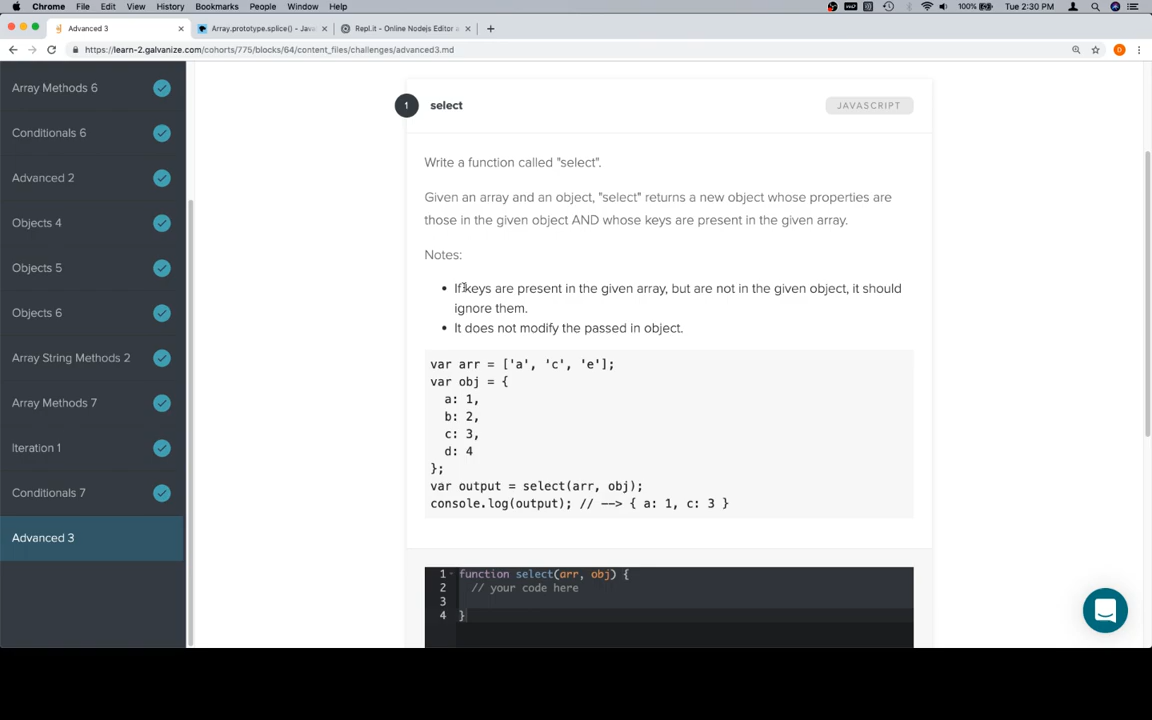 Chrome File Edit View History Bookmarks People Window Help 100% Tue 2:30 PM
Advanced 3 Array.prototype.splice() - Java Repl.it - Online Nodejs Editor a
https://learn-2.galvanize.com/cohorts/775/blocks/64/content_files/challenges/advanced3.md D
Array Methods 6
Conditionals 6
Advanced 2
Objects 4
Objects 5
Objects 6
Array String Methods 2
Array Methods 7
Iteration 1
Conditionals 7
Advanced 3
1 select JAVASCRIPT
Write a function called "select".
Given an array and an object, "select" returns a new object whose properties are
those in the given object AND whose keys are present in the given array.
Notes:
• If keys are present in the given array, but are not in the given object, it should
ignore them.
• It does not modify the passed in object.
var arr = ['a', 'c', 'e'];
var obj = {
a: 1,
b: 2,
c: 3,
d: 4
};
var output = select(arr, obj);
console.log(output); // --> { a: 1, c: 3 }
1 function select(arr, obj) {
2 // your code here
3
4 }